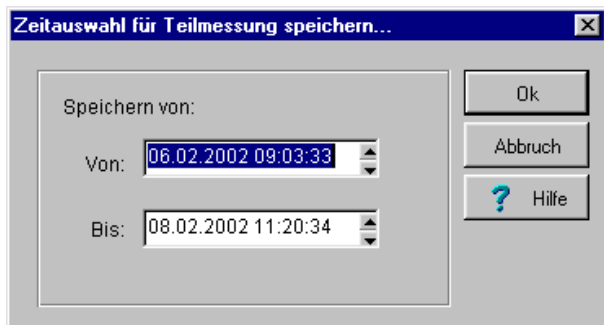 Zeitauswahl für Teilmessung speichern...
Speichern von:
Von: 06.02.2002 09:03:33
Bis: 08.02.2002 11:20:34
Ok
Abbruch
? Hilfe